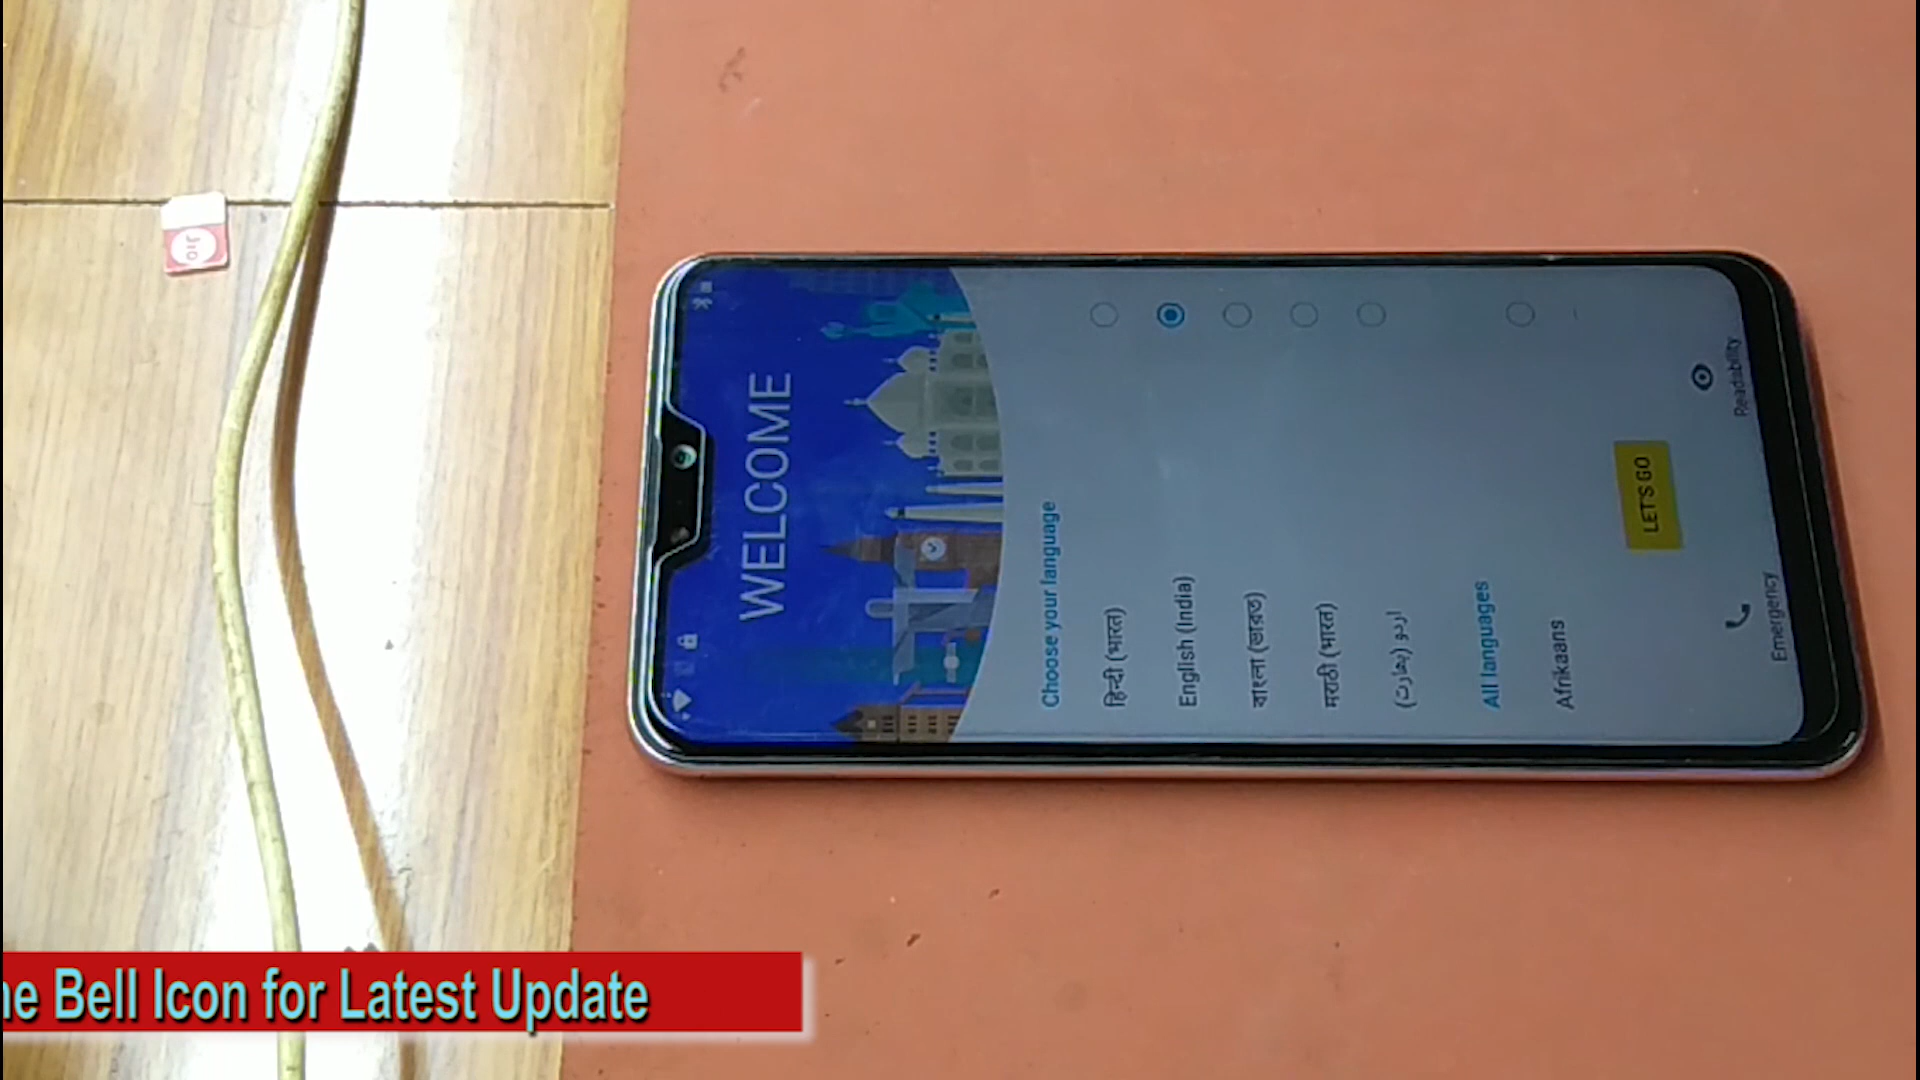 Jio
WELCOME
Choose your language
हिन्दी (भारत)
English (India)
বাংলা (ভারত)
मराठी (भारत)
اردو (بھارت)
All languages
Afrikaans
LET'S GO
Emergency
Readability
he Bell Icon for Latest Update